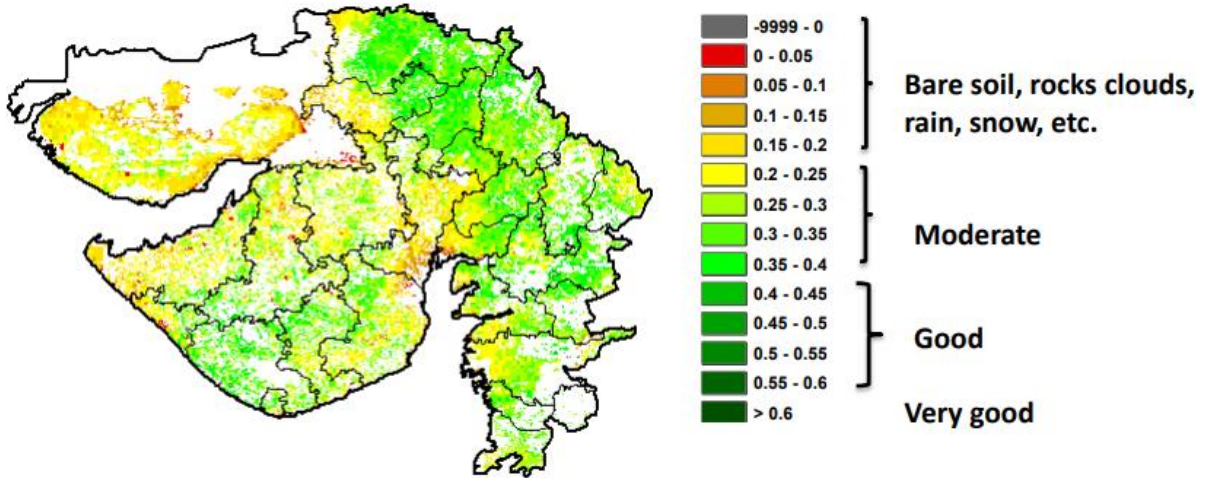 -9999 - 0
0 - 0.05
0.05 - 0.1
0.1 - 0.15
0.15 - 0.2
0.2 - 0.25
0.25 - 0.3
0.3 - 0.35
0.35 - 0.4
0.4 - 0.45
0.45 - 0.5
0.5 - 0.55
0.55 - 0.6
> 0.6
Bare soil, rocks clouds,
rain, snow, etc.
Moderate
Good
Very good